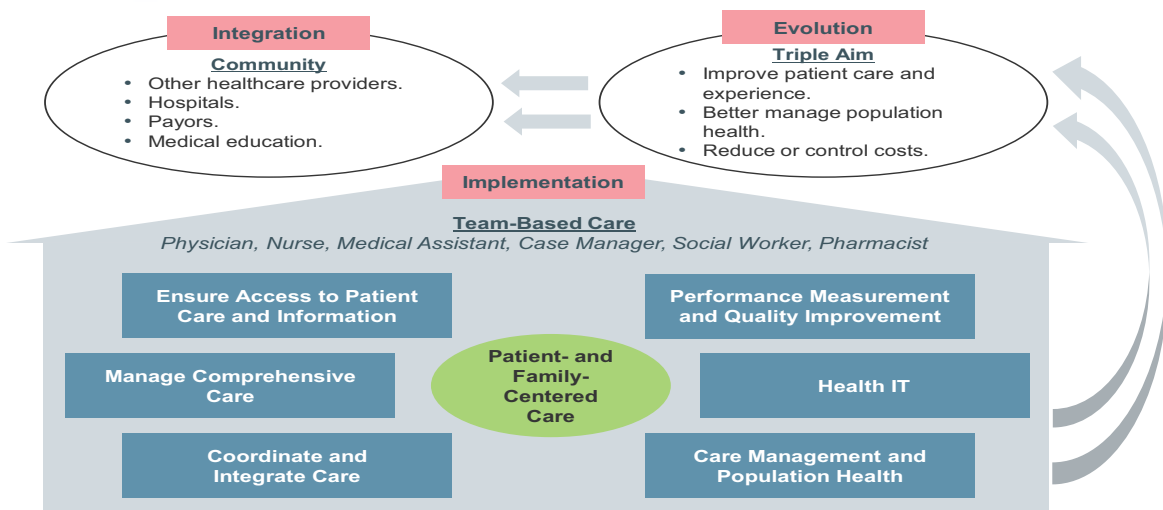 Integration
Community
• Other healthcare providers.
• Hospitals.
• Payors.
• Medical education.
Evolution
Triple Aim
• Improve patient care and
experience.
• Better manage population
health.
• Reduce or control costs.
Implementation
Team-Based Care
Physician, Nurse, Medical Assistant, Case Manager, Social Worker, Pharmacist
Ensure Access to Patient
Care and Information
Performance Measurement
and Quality Improvement
Manage Comprehensive
Care
Patient- and
Family-
Centered
Care
Health IT
Coordinate and
Integrate Care
Care Management and
Population Health